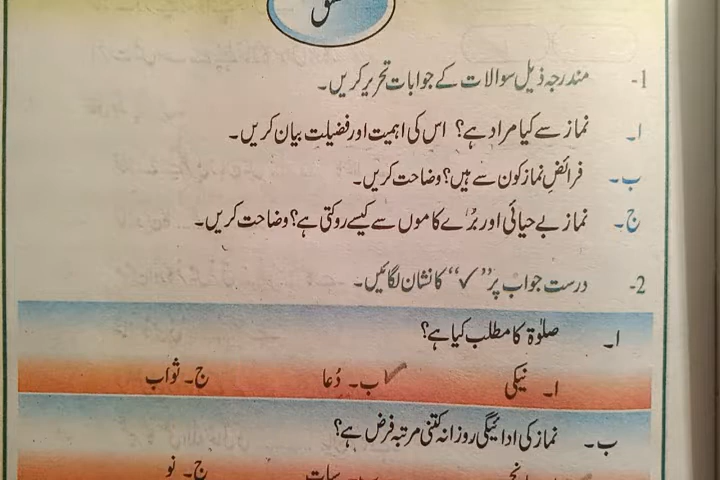 مشق
1- مندرجہ ذیل سوالات کے جوابات تحریر کریں۔
ا۔ نماز سے کیا مراد ہے؟ اس کی اہمیت اور فضیلت بیان کریں۔
ب۔ فرائضِ نماز کون سے ہیں؟ وضاحت کریں۔
ج۔ نماز بے حیائی اور بُرے کاموں سے کیسے روکتی ہے؟ وضاحت کریں۔
2- درست جواب پر ”✓“ کا نشان لگائیں۔
ا۔ صلوٰۃ کا مطلب کیا ہے؟
ا۔ نیکی ب۔ دُعا ✓ ج۔ ثواب
ب۔ نماز کی ادائیگی روزانہ کتنی مرتبہ فرض ہے؟
سات ج۔ نو